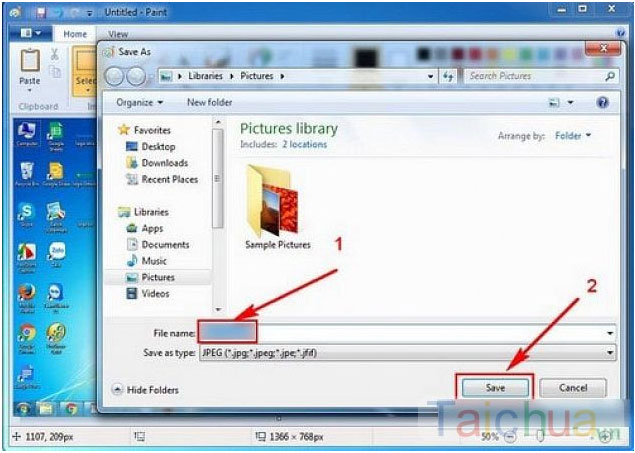 Untitled - Paint
Home
View
Paste
Clipboard
Select
Save As
Libraries
Pictures
Search Pictures
Organize
New folder
Favorites
Desktop
Downloads
Recent Places
Libraries
Apps
Documents
Music
Pictures
Videos
Pictures library
Includes: 2 locations
Arrange by: Folder
Sample Pictures
1
2
File name:
Save as type: JPEG (*.jpg;*.jpeg;*.jpe;*.jfif)
Hide Folders
Save
Cancel
Taichua.vn
1107, 209px
1366 × 768px
50%